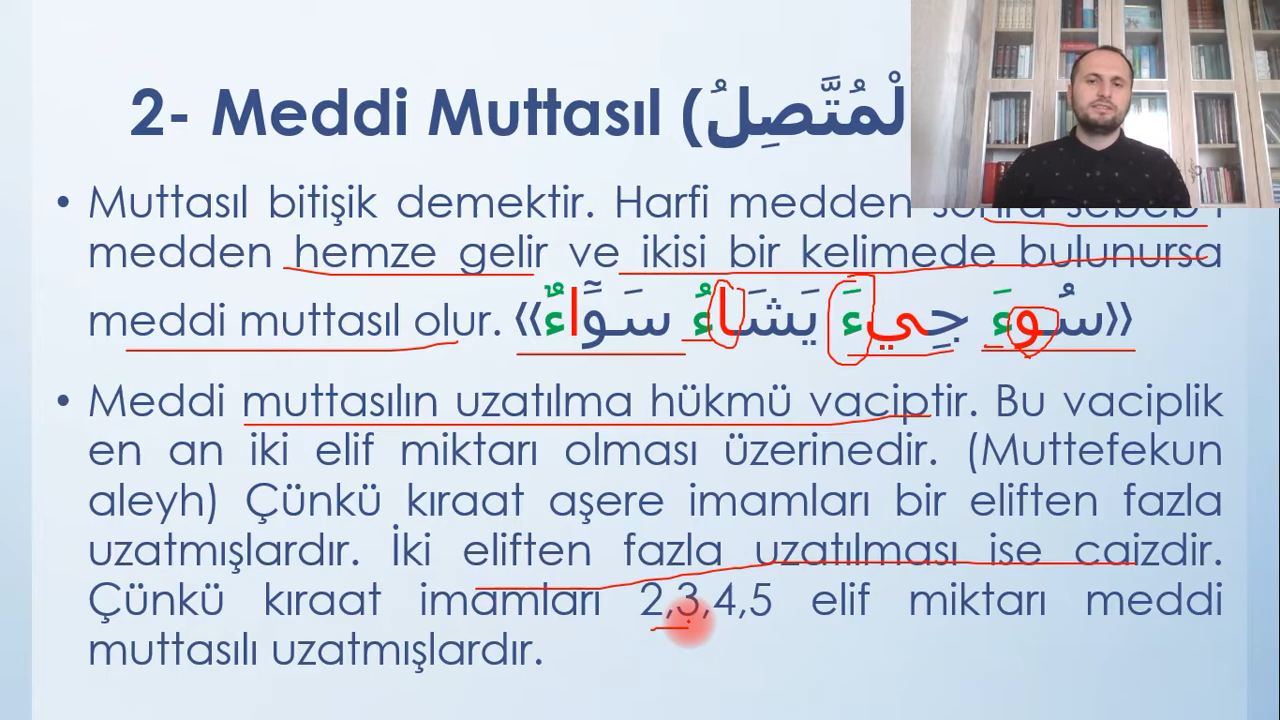 2- Meddi Muttasıl (لْمُتَّصِلُ
• Muttasıl bitişik demektir. Harfi medden sonra sebeb-i
medden hemze gelir ve ikisi bir kelimede bulunursa
meddi muttasıl olur. «سُوءَ جِيءَ يَشَاءُ سَوَّاءٌ»
• Meddi muttasılın uzatılma hükmü vaciptir. Bu vaciplik
en an iki elif miktarı olması üzerinedir. (Muttefekun
aleyh) Çünkü kıraat aşere imamları bir eliften fazla
uzatmışlardır. İki eliften fazla uzatılması ise caizdir.
Çünkü kıraat imamları 2,3,4,5 elif miktarı meddi
muttasılı uzatmışlardır.